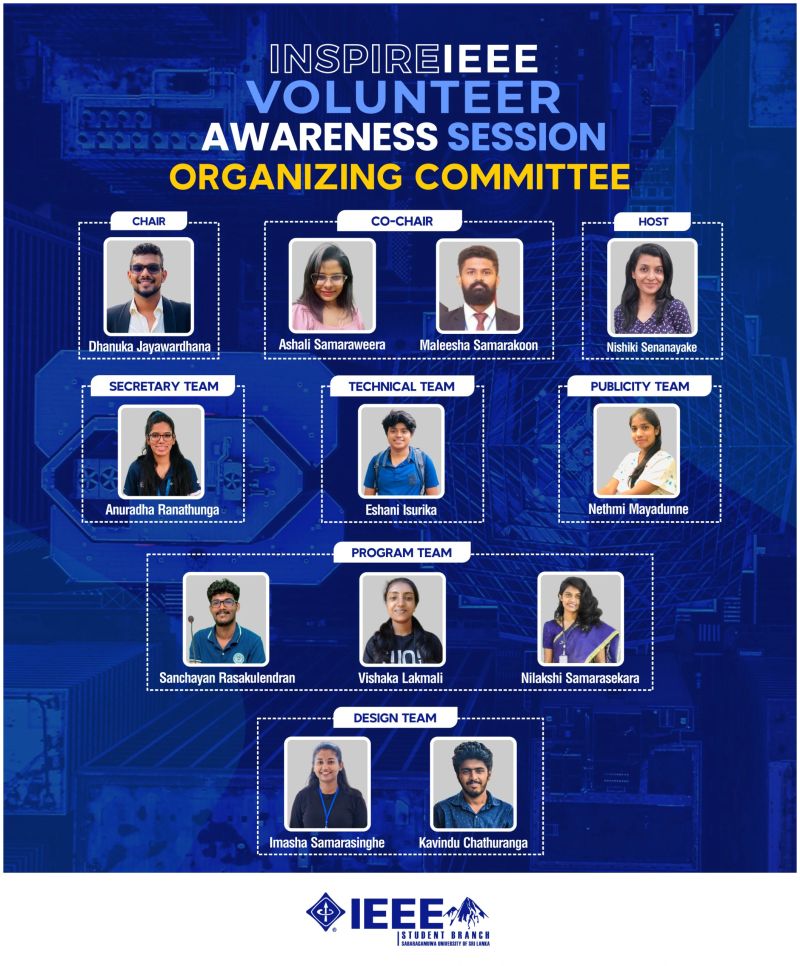 INSPIREIEEE
VOLUNTEER
AWARENESS SESSION
ORGANIZING COMMITTEE
CHAIR
Dhanuka Jayawardhana
CO-CHAIR
Ashali Samaraweera
Maleesha Samarakoon
HOST
Nishiki Senanayake
SECRETARY TEAM
Anuradha Ranathunga
TECHNICAL TEAM
Eshani Isurika
PUBLICITY TEAM
Nethmi Mayadunne
PROGRAM TEAM
Sanchayan Rasakulendran
Vishaka Lakmali
Nilakshi Samarasekara
DESIGN TEAM
Imasha Samarasinghe
Kavindu Chathuranga
IEEE
STUDENT BRANCH
SABARAGAMUWA UNIVERSITY OF SRI LANKA